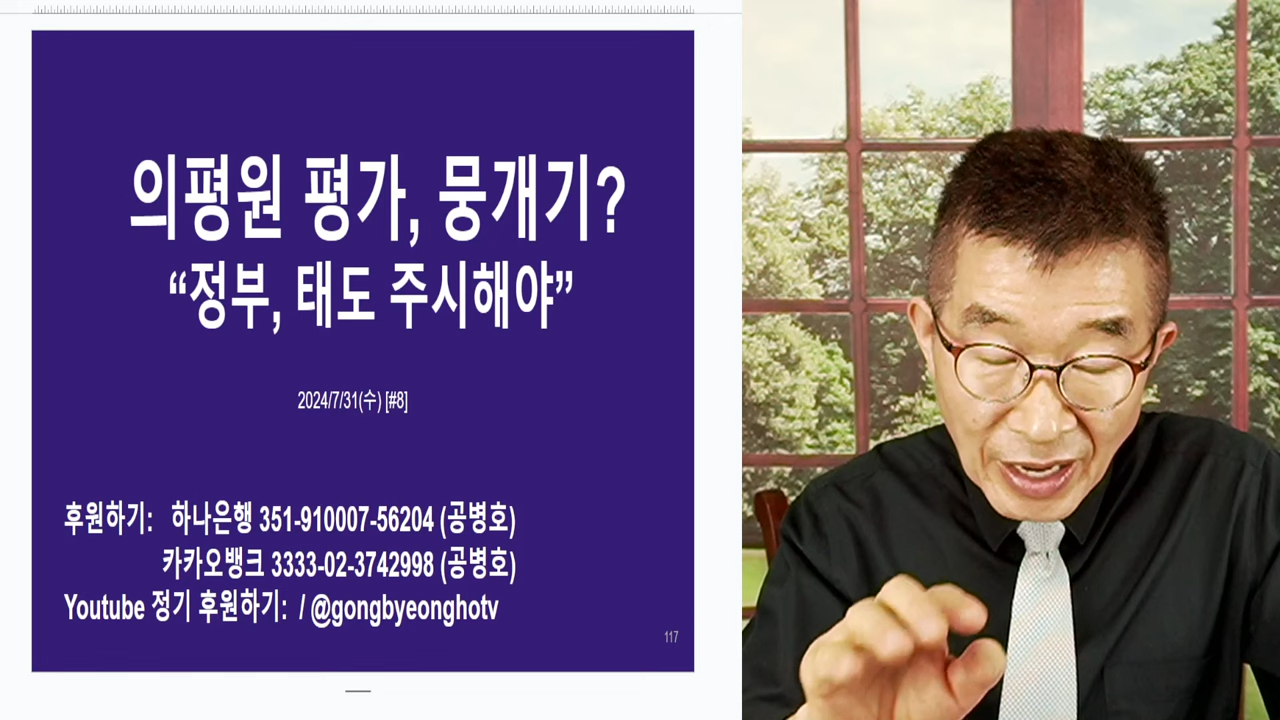 의평원 평가, 뭉개기?
“정부, 태도 주시해야”
2024/7/31(수) [#8]
후원하기: 하나은행 351-910007-56204 (공병호)
카카오뱅크 3333-02-3742998 (공병호)
Youtube 정기 후원하기: / @gongbyeonghotv
117